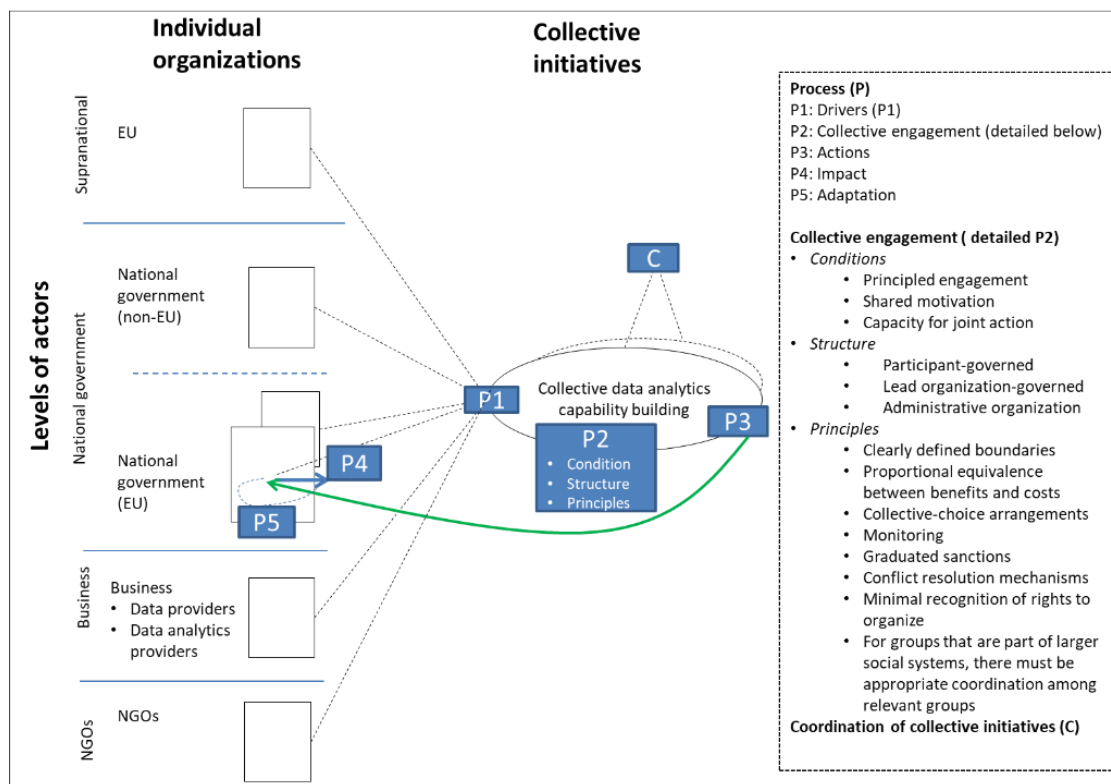 Individual
organizations
Collective
initiatives
Levels of actors
Supranational
EU
National government
National
government
(non-EU)
National
government
(EU)
P4
P5
Business
Business
• Data providers
• Data analytics
providers
NGOs
NGOs
C
P1
Collective data analytics
capability building
P3
P2
• Condition
• Structure
• Principles
Process (P)
P1: Drivers (P1)
P2: Collective engagement (detailed below)
P3: Actions
P4: Impact
P5: Adaptation
Collective engagement ( detailed P2)
• Conditions
• Principled engagement
• Shared motivation
• Capacity for joint action
• Structure
• Participant-governed
• Lead organization-governed
• Administrative organization
• Principles
• Clearly defined boundaries
• Proportional equivalence
between benefits and costs
• Collective-choice arrangements
• Monitoring
• Graduated sanctions
• Conflict resolution mechanisms
• Minimal recognition of rights to
organize
• For groups that are part of larger
social systems, there must be
appropriate coordination among
relevant groups
Coordination of collective initiatives (C)